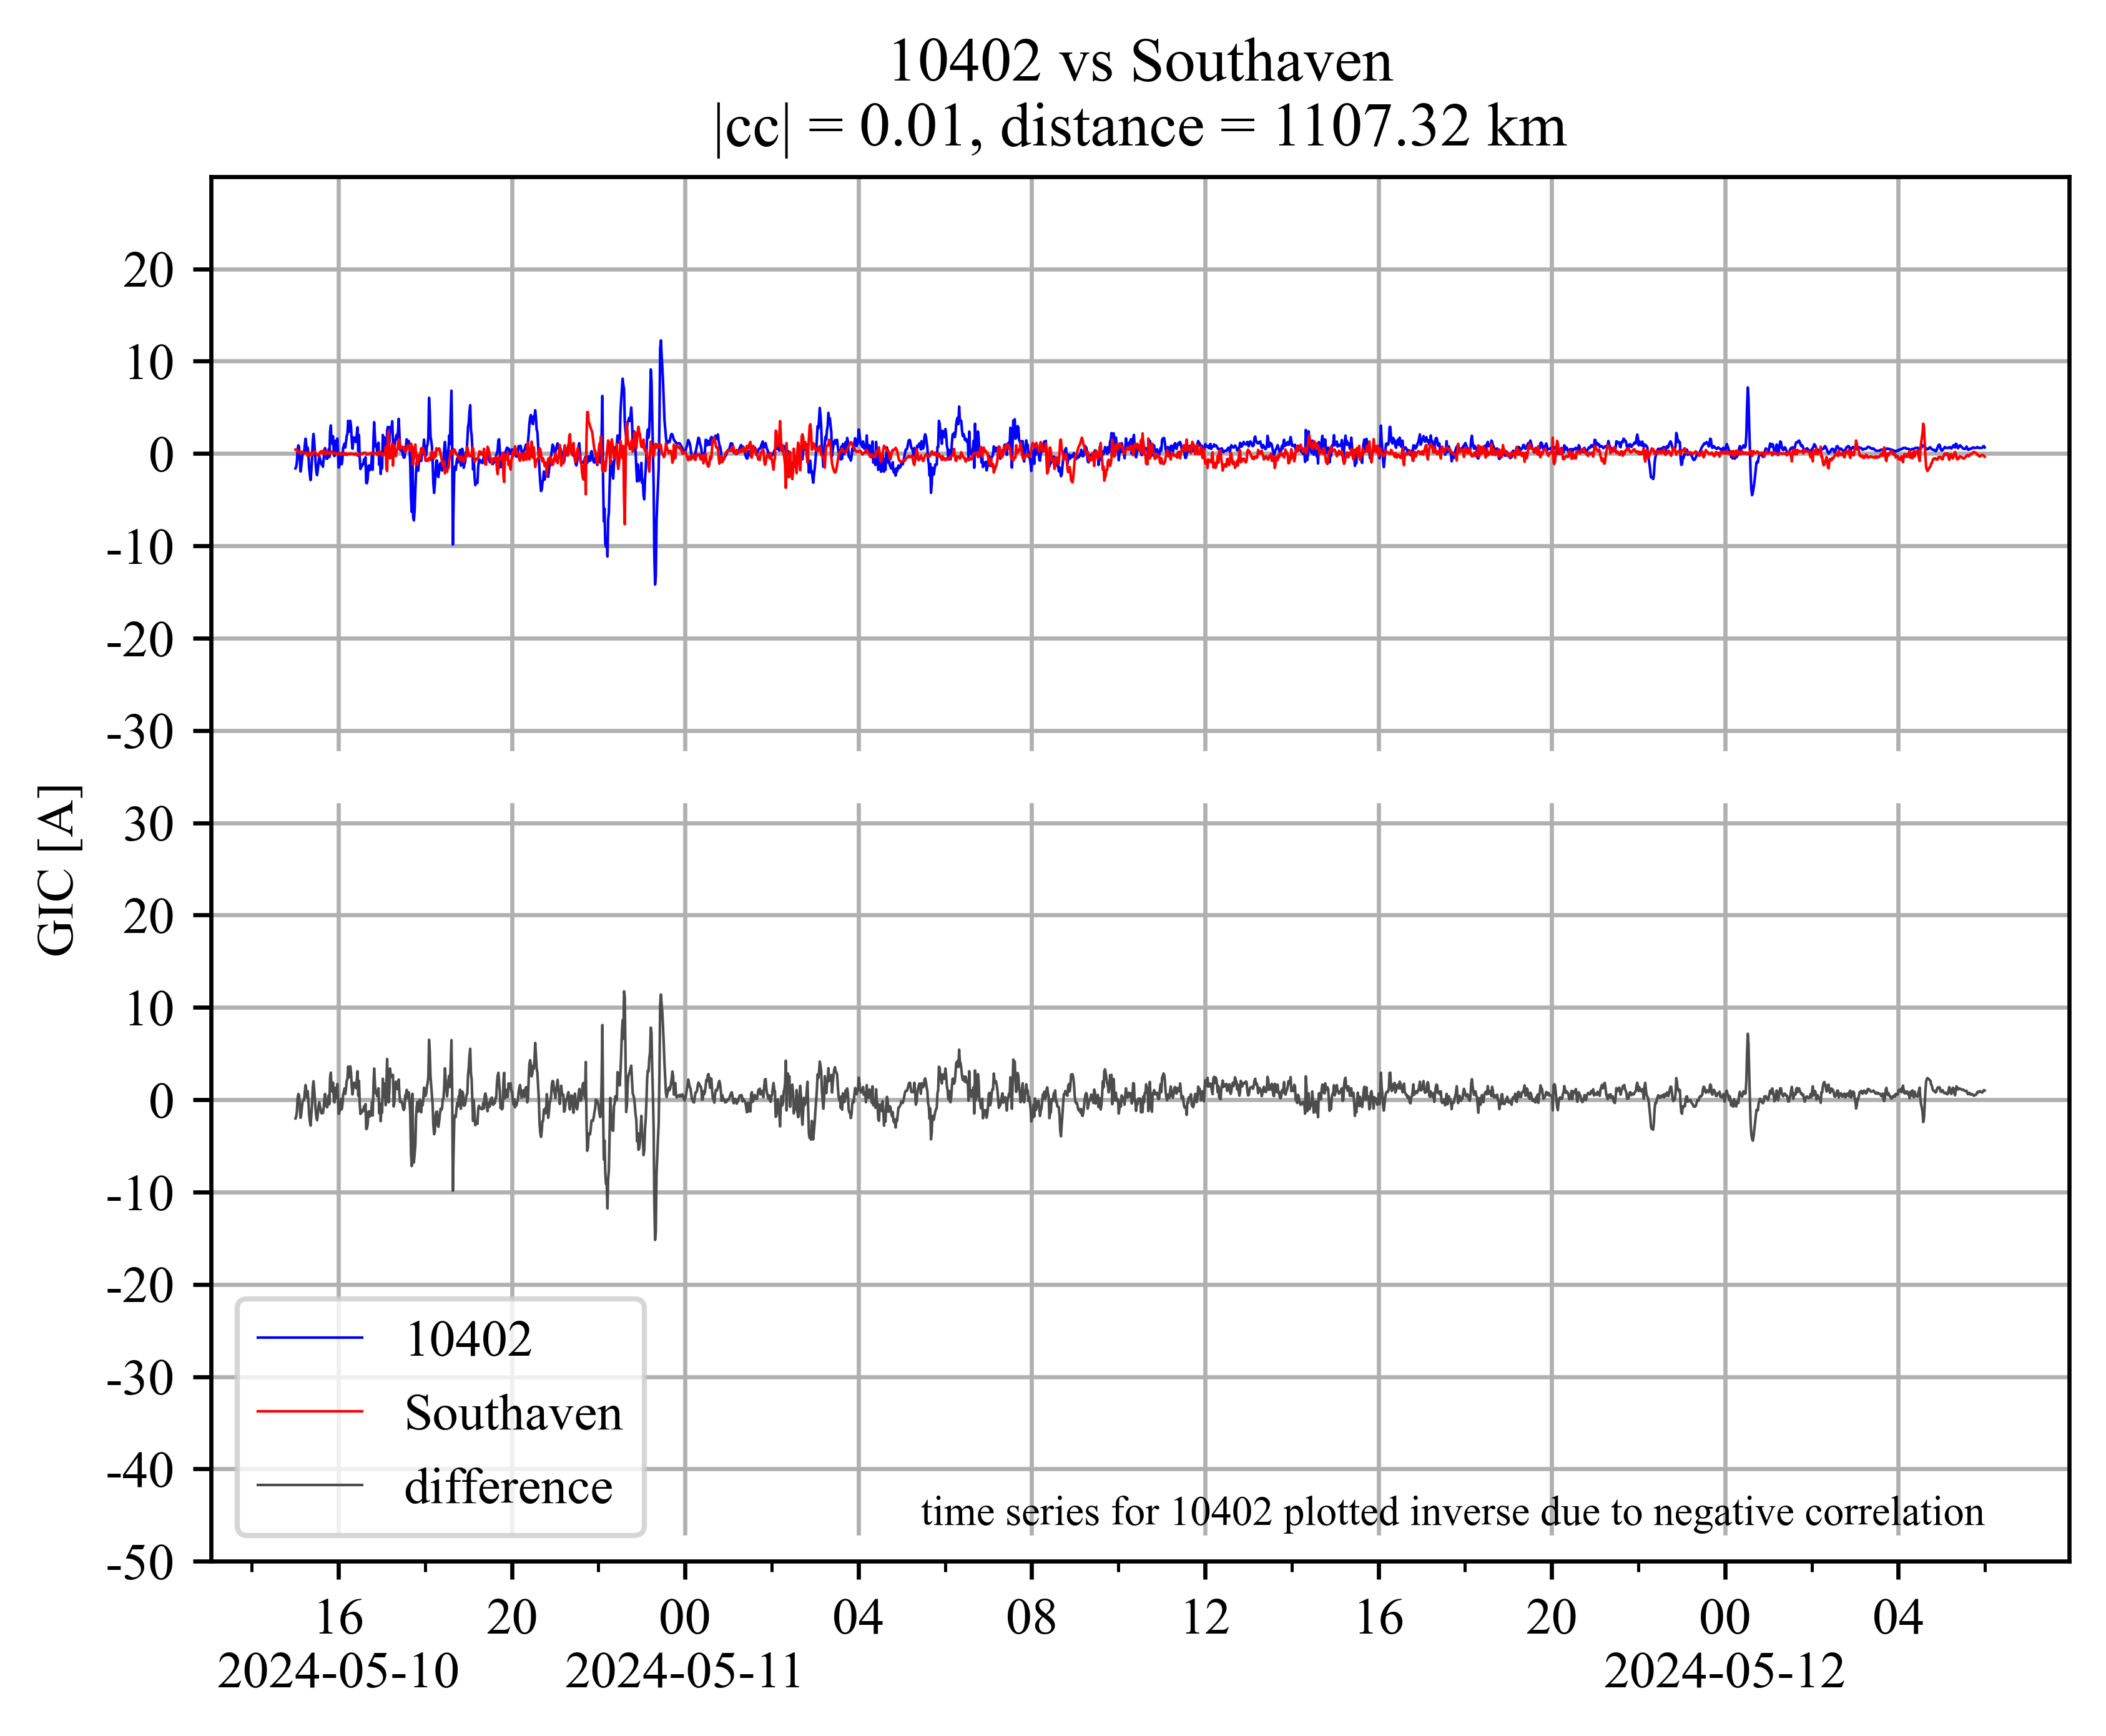 10402 vs Southaven
|cc| = 0.01, distance = 1107.32 km
20
10
0
-10
-20
-30
30
20
10
0
-10
-20
-30
-40
-50
GIC [A]
10402
Southaven
difference
time series for 10402 plotted inverse due to negative correlation
16 20 00 04 08 12 16 20 00 04
2024-05-10 2024-05-11 2024-05-12